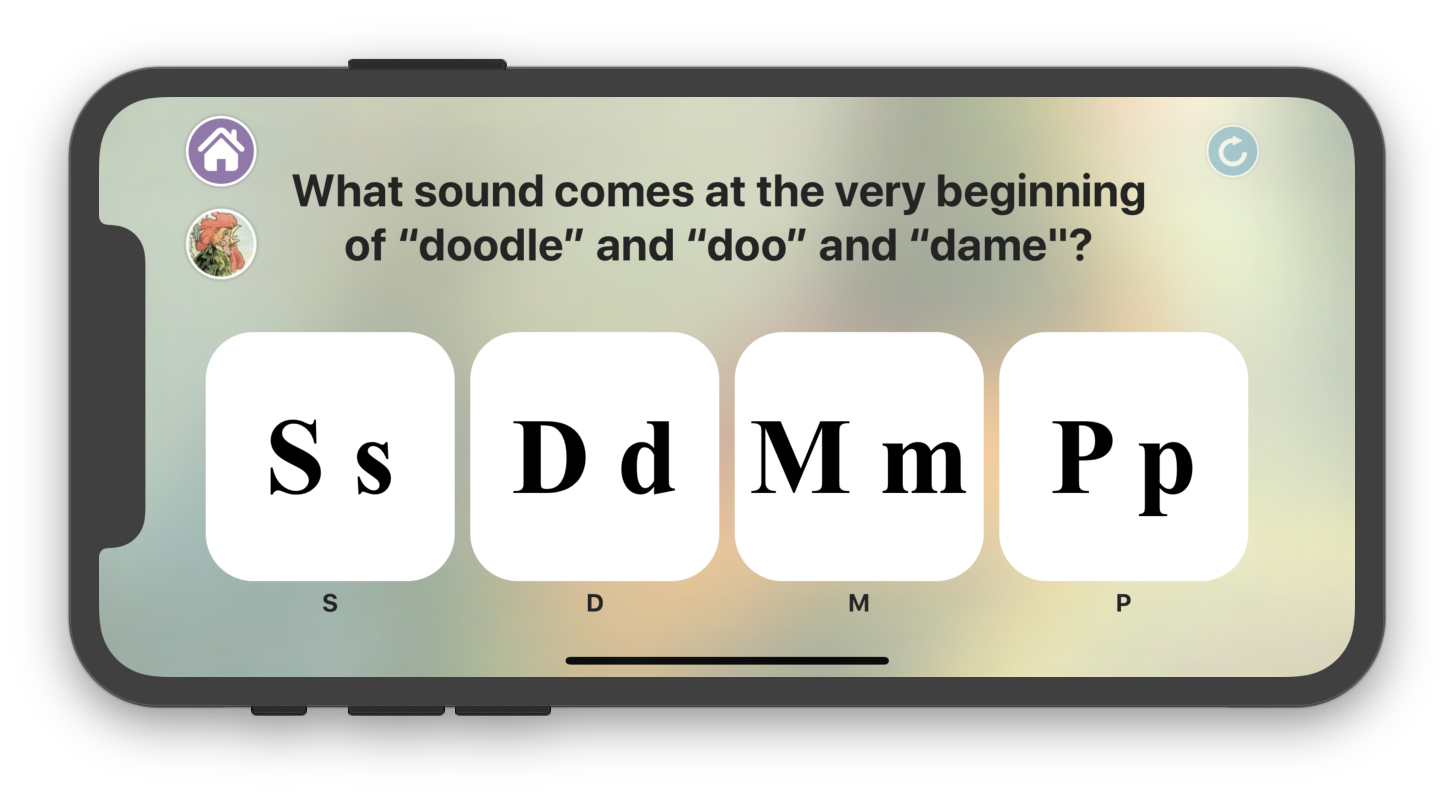 What sound comes at the very beginning
of “doodle” and “doo” and “dame"?
S s D d M m P p
S D M P